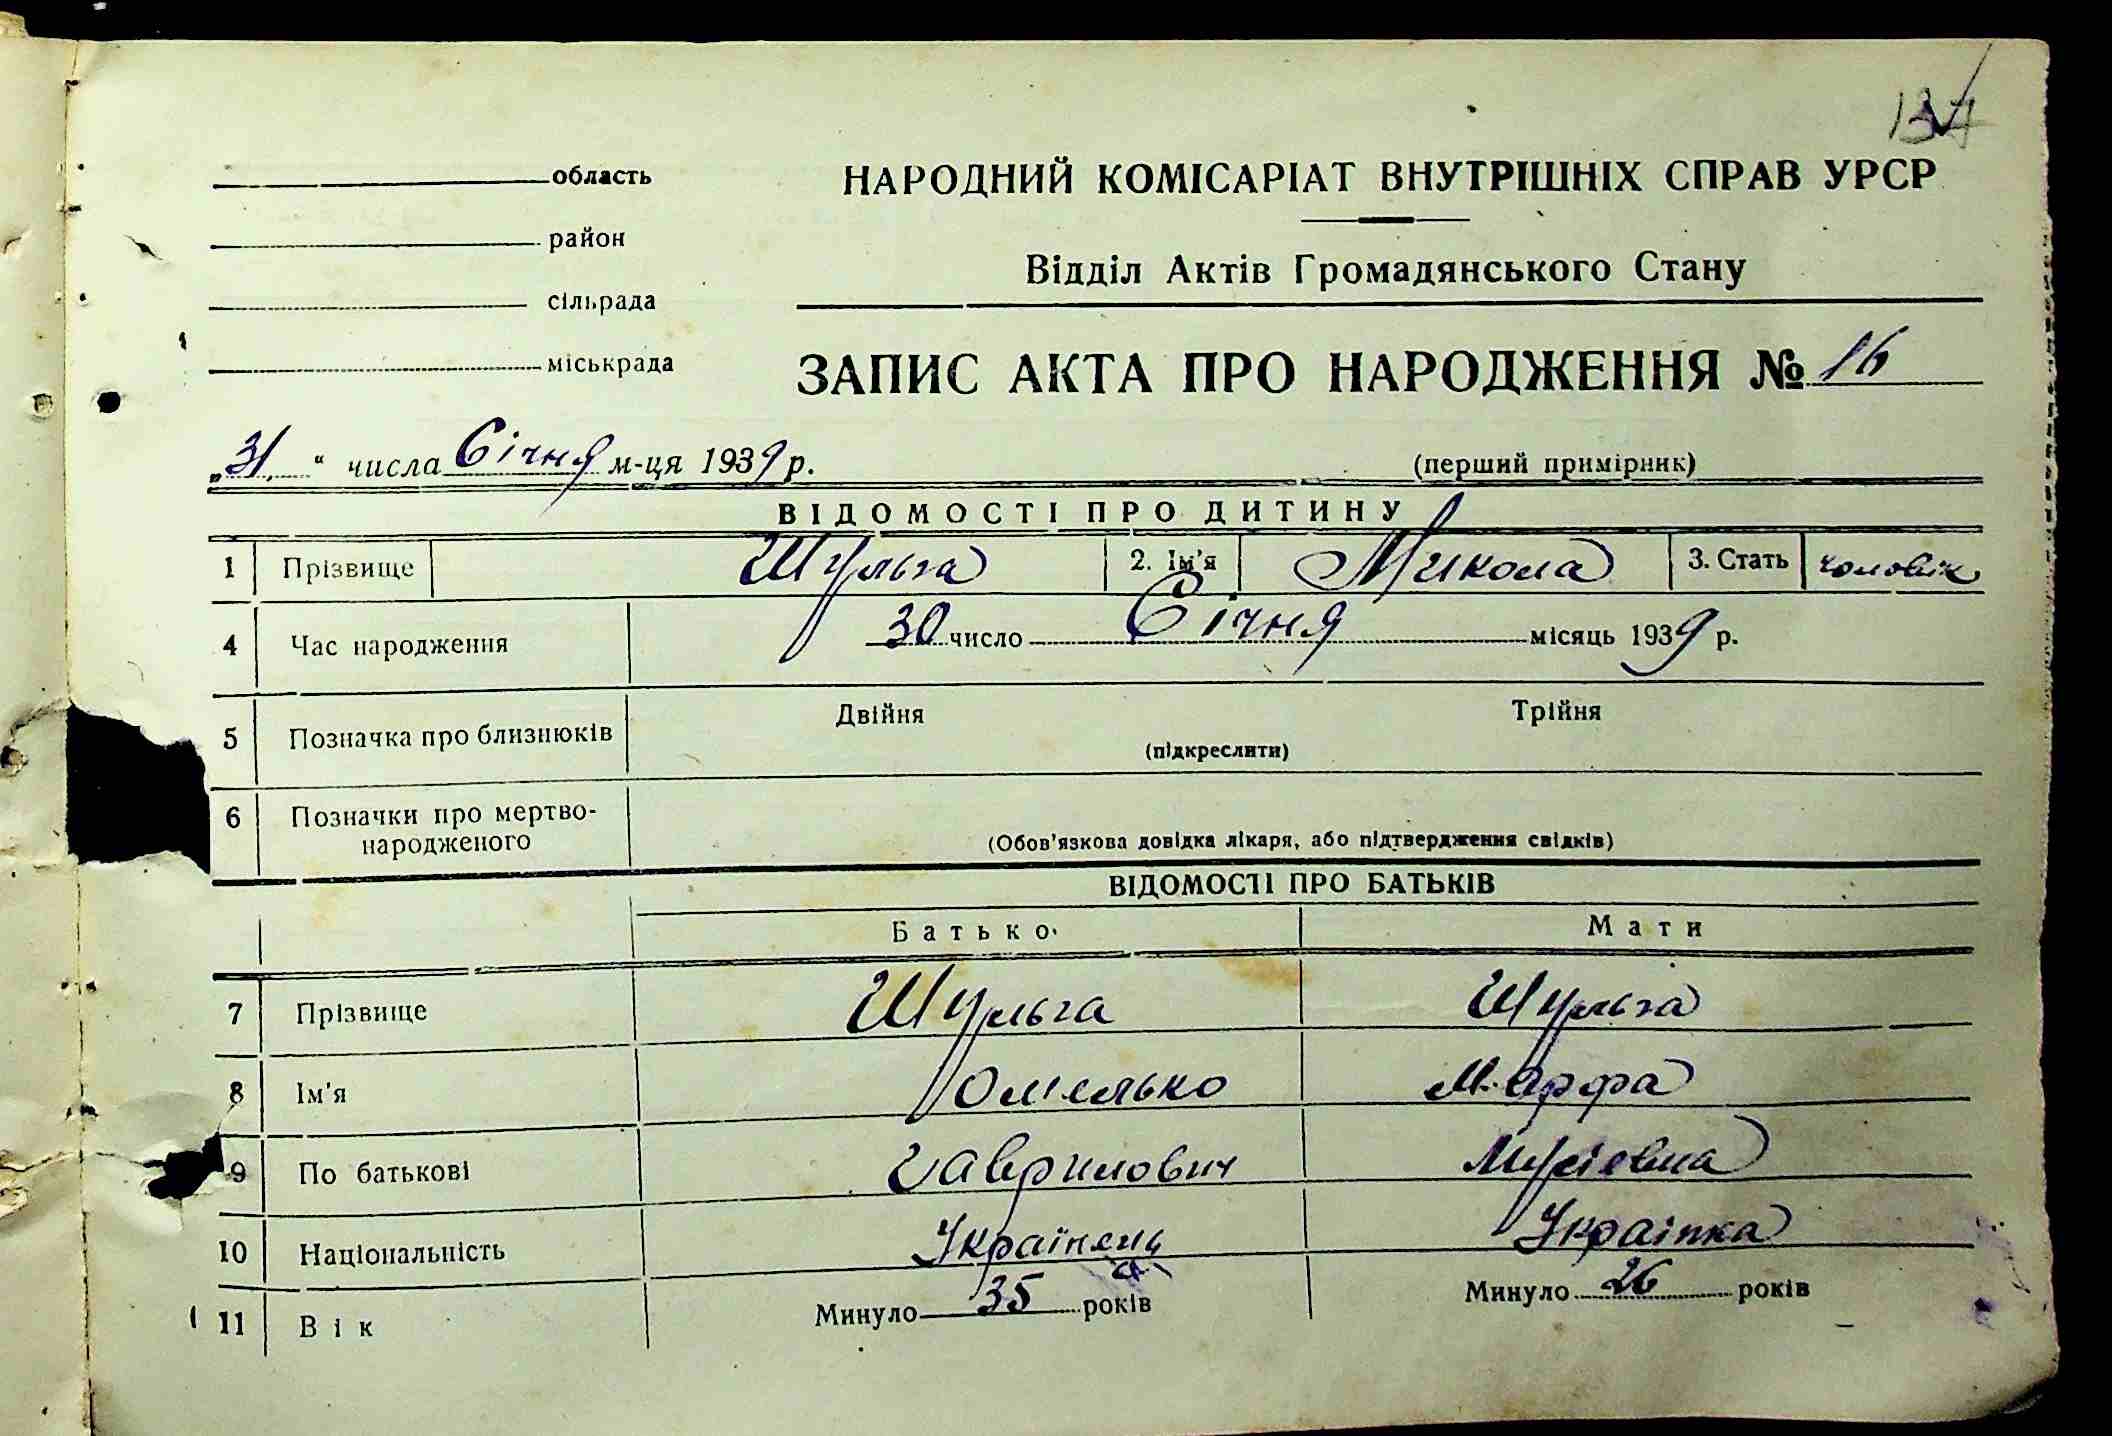 137
область
НАРОДНИЙ КОМІСАРІАТ ВНУТРІШНІХ СПРАВ УРСР
район
Відділ Актів Громадянського Стану
сільрада
міськрада
ЗАПИС АКТА ПРО НАРОДЖЕННЯ № 16
„31“ числа Січня м-ця 1939 р.
(перший примірник)
ВІДОМОСТІ ПРО ДИТИНУ
1 Прізвище Шульга 2. Ім'я Микола 3. Стать чоловіч
4 Час народження 30 число Січня місяць 1939 р.
5 Позначка про близнюків Двійня Трійня
(підкреслити)
6 Позначки про мертво-
народженого
(Обов'язкова довідка лікаря, або підтвердження свідків)
ВІДОМОСТІ ПРО БАТЬКІВ
Батько Мати
7 Прізвище Шульга Шульга
8 Ім'я Омелько Марфа
9 По батькові Гаврилович Мусіевна
10 Національність Українець Українка
11 Вік Минуло 35 років Минуло 26 років